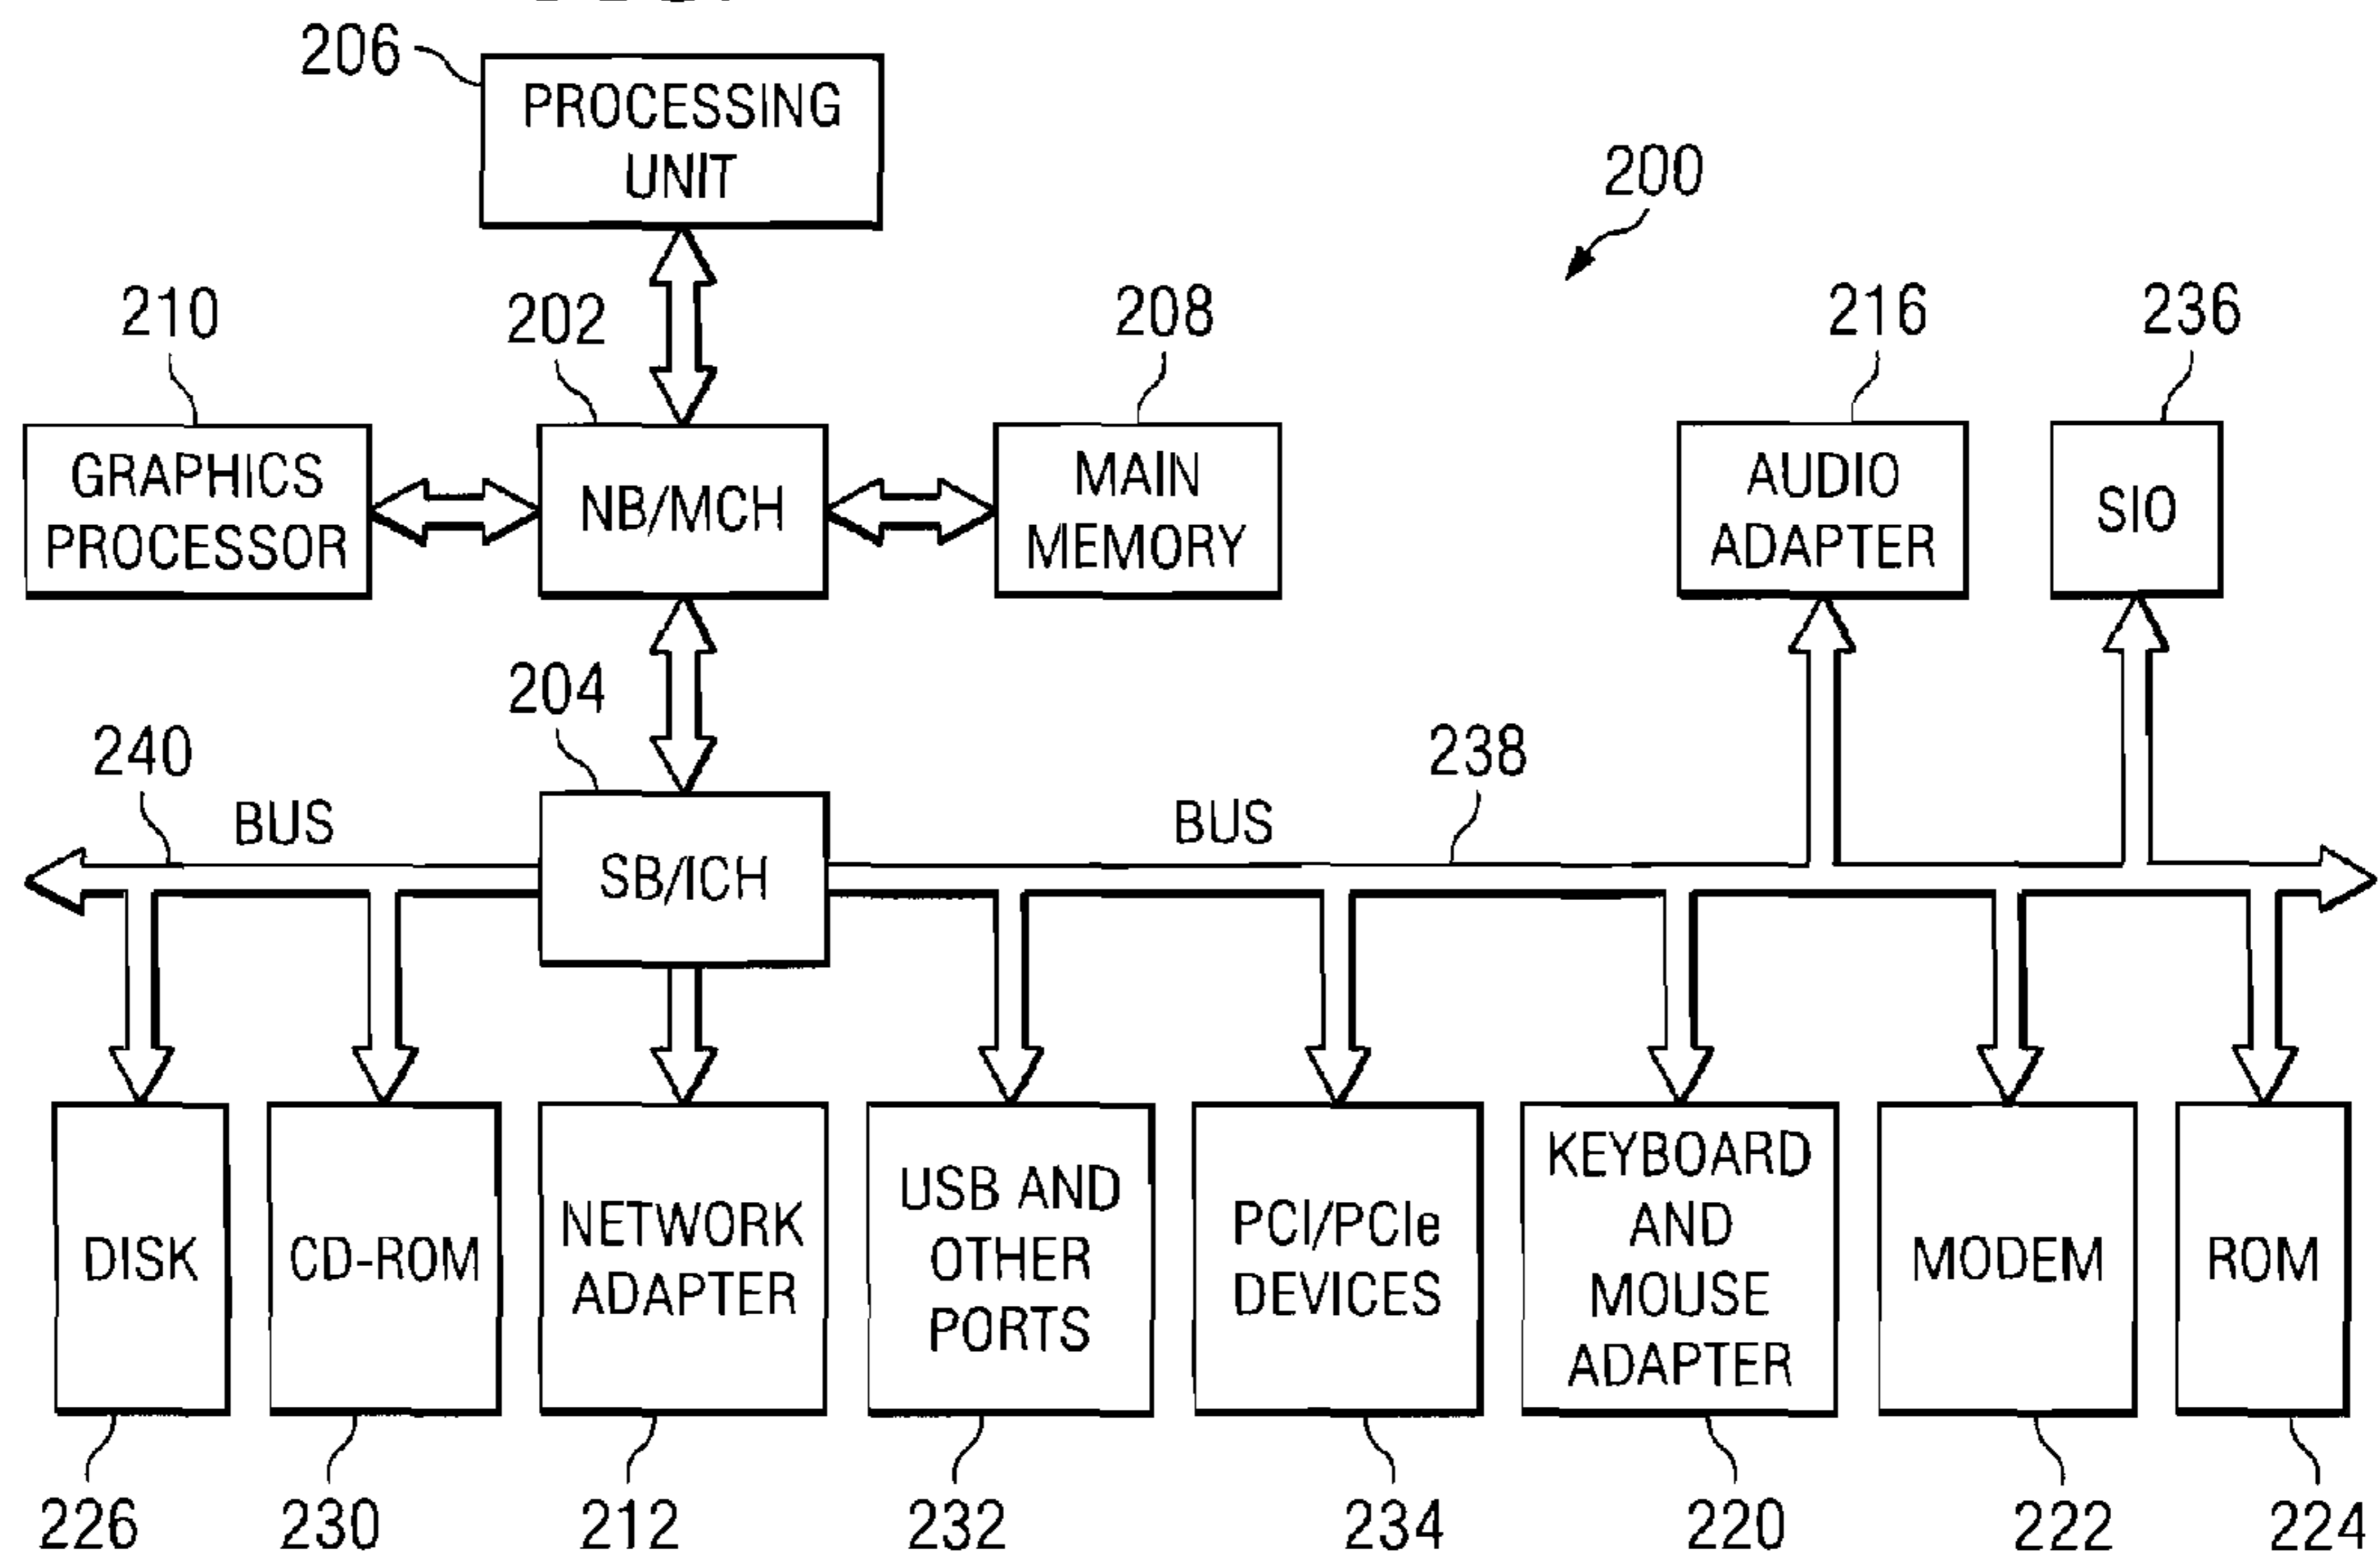 206
PROCESSING
UNIT
200
210
202
208
216
236
GRAPHICS
PROCESSOR
NB/MCH
MAIN
MEMORY
AUDIO
ADAPTER
SIO
204
240
BUS
238
BUS
SB/ICH
DISK
CD-ROM
NETWORK
ADAPTER
USB AND
OTHER
PORTS
PCI/PCIe
DEVICES
KEYBOARD
AND
MOUSE
ADAPTER
MODEM
ROM
226
230
212
232
234
220
222
224